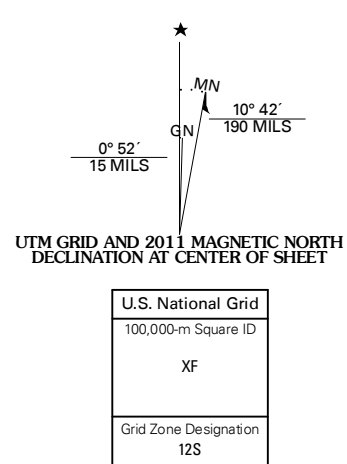 ★
MN
GN
10° 42´
190 MILS
0° 52´
15 MILS
UTM GRID AND 2011 MAGNETIC NORTH
DECLINATION AT CENTER OF SHEET
U.S. National Grid
100,000-m Square ID
XF
Grid Zone Designation
12S